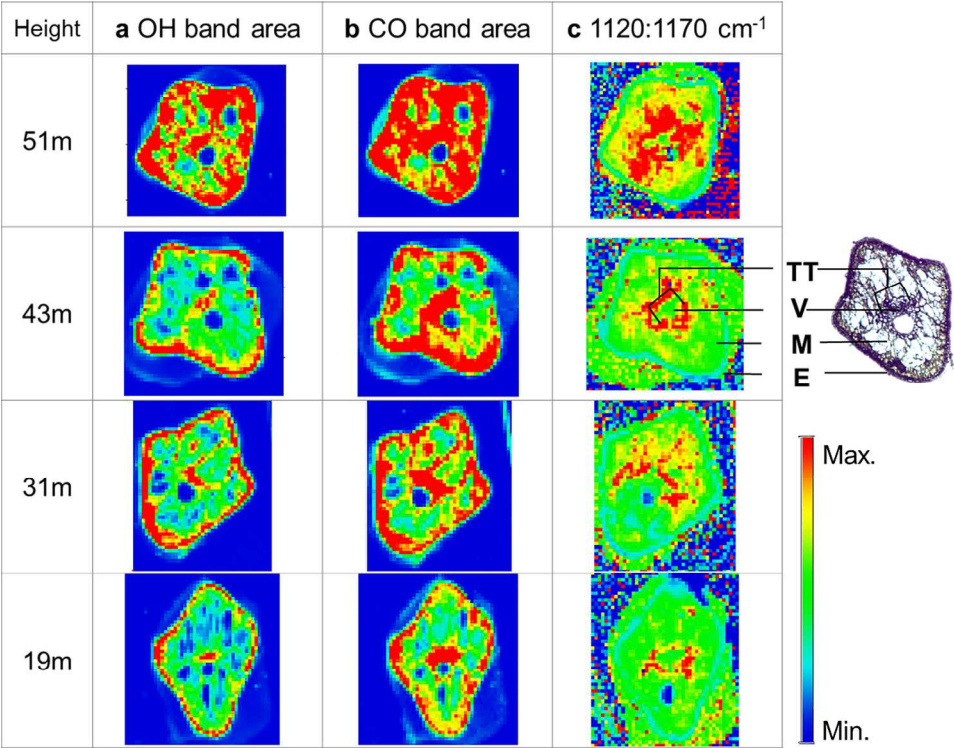 Height a OH band area b CO band area c 1120:1170 cm-1
51m
43m
TT
V
M
E
31m
Max.
19m
Min.